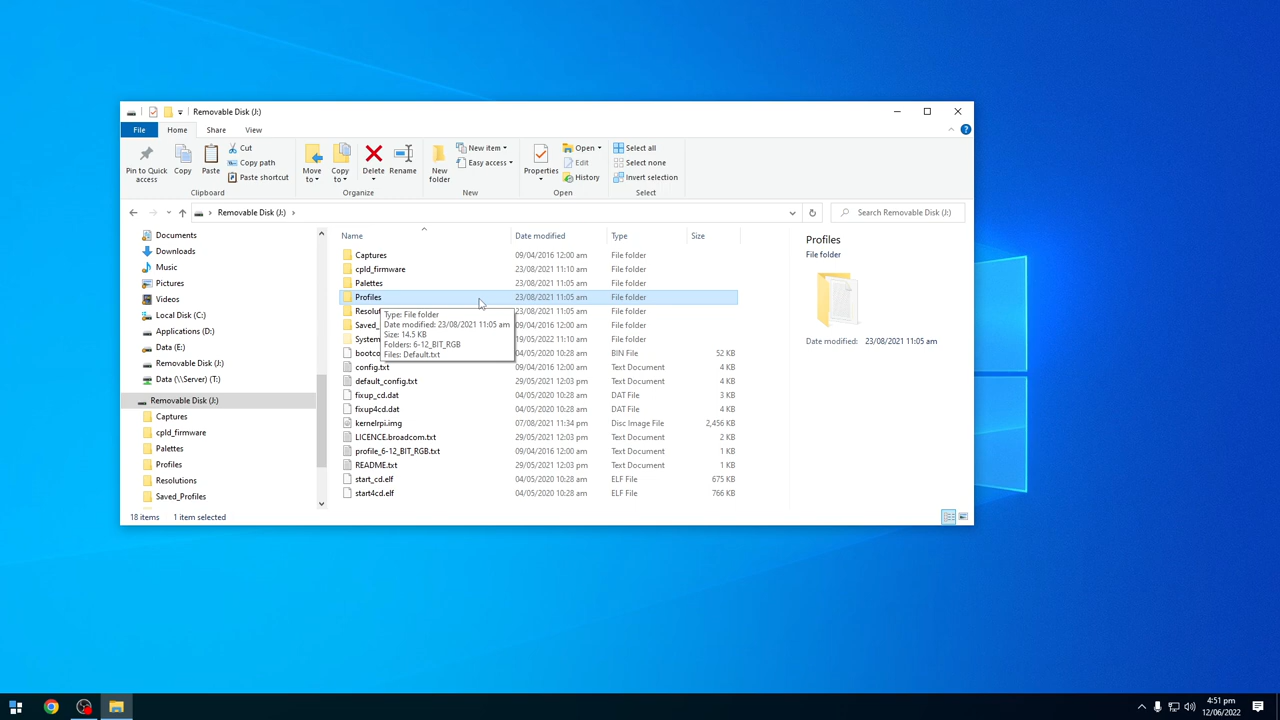 Removable Disk (J:)
File Home Share View
Pin to Quick access
Copy
Paste
Cut
Copy path
Paste shortcut
Clipboard
Move to
Copy to
Delete
Rename
Organize
New folder
New item
Easy access
New
Properties
Open
Edit
History
Open
Select all
Select none
Invert selection
Select
Removable Disk (J:)
Search Removable Disk (J:)
Documents
Downloads
Music
Pictures
Videos
Local Disk (C:)
Applications (D:)
Data (E:)
Removable Disk (J:)
Data (\\Server) (T:)
Removable Disk (J:)
Captures
cpld_firmware
Palettes
Profiles
Resolutions
Saved_Profiles
Name Date modified Type Size
Captures 09/04/2016 12:00 am File folder
cpld_firmware 23/08/2021 11:10 am File folder
Palettes 23/08/2021 11:05 am File folder
Profiles 23/08/2021 11:05 am File folder
Resolut 23/08/2021 11:05 am File folder
Saved_ 09/04/2016 12:00 am File folder
System 19/05/2022 11:10 am File folder
bootco 04/05/2020 10:28 am BIN File 52 KB
config.txt 09/04/2016 12:00 am Text Document 4 KB
default_config.txt 29/05/2021 12:03 pm Text Document 4 KB
fixup_cd.dat 04/05/2020 10:28 am DAT File 3 KB
fixup4cd.dat 04/05/2020 10:28 am DAT File 4 KB
kernelrpi.img 07/08/2021 11:34 pm Disc Image File 2,456 KB
LICENCE.broadcom.txt 29/05/2021 12:03 pm Text Document 2 KB
profile_6-12_BIT_RGB.txt 09/04/2016 12:00 am Text Document 1 KB
README.txt 29/05/2021 12:03 pm Text Document 1 KB
start_cd.elf 04/05/2020 10:28 am ELF File 675 KB
start4cd.elf 04/05/2020 10:28 am ELF File 766 KB
Type: File folder
Date modified: 23/08/2021 11:05 am
Size: 14.5 KB
Folders: 6-12_BIT_RGB
Files: Default.txt
Profiles
File folder
Date modified: 23/08/2021 11:05 am
18 items 1 item selected
4:51 pm
12/06/2022